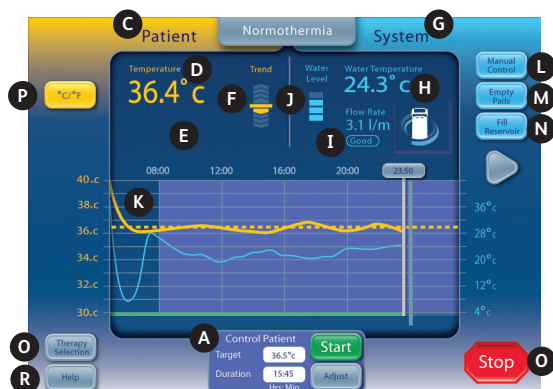 C
Patient
Normothermia
System
G
P
°C/°F
Temperature
D
36.4°c
Trend
F
E
Water
Level
J
Water Temperature
24.3°c
H
Flow Rate
3.1 l/m
Good
I
Manual
Control
L
Empty
Pads
M
Fill
Reservoir
N
08:00
12:00
16:00
20:00
23:50
K
40.c
38.c
36.c
34.c
32.c
30.c
36°c
28°c
20°c
12°c
4°c
O
Therapy
Selection
R
Help
A
Control Patient
Target
36.5°c
Start
Duration
15:45
Adjust
Hrs: Min
Stop
O